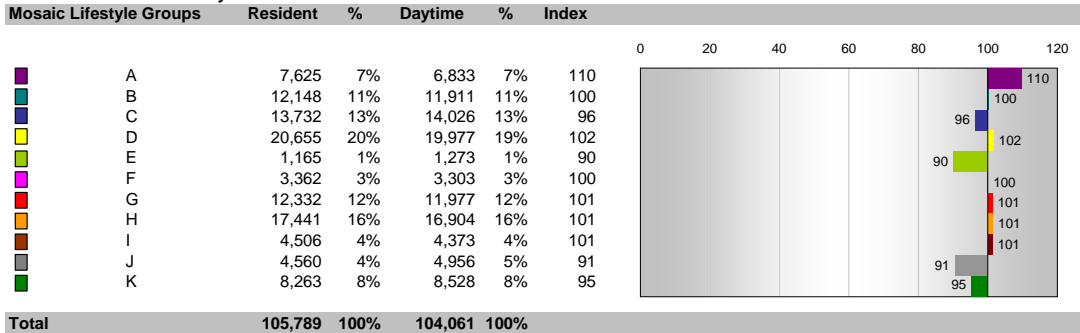 Mosaic Lifestyle Groups Resident % Daytime % Index
0 20 40 60 80 100 120
A 7,625 7% 6,833 7% 110 110
B 12,148 11% 11,911 11% 100 100
C 13,732 13% 14,026 13% 96 96
D 20,655 20% 19,977 19% 102 102
E 1,165 1% 1,273 1% 90 90
F 3,362 3% 3,303 3% 100 100
G 12,332 12% 11,977 12% 101 101
H 17,441 16% 16,904 16% 101 101
I 4,506 4% 4,373 4% 101 101
J 4,560 4% 4,956 5% 91 91
K 8,263 8% 8,528 8% 95 95
Total 105,789 100% 104,061 100%